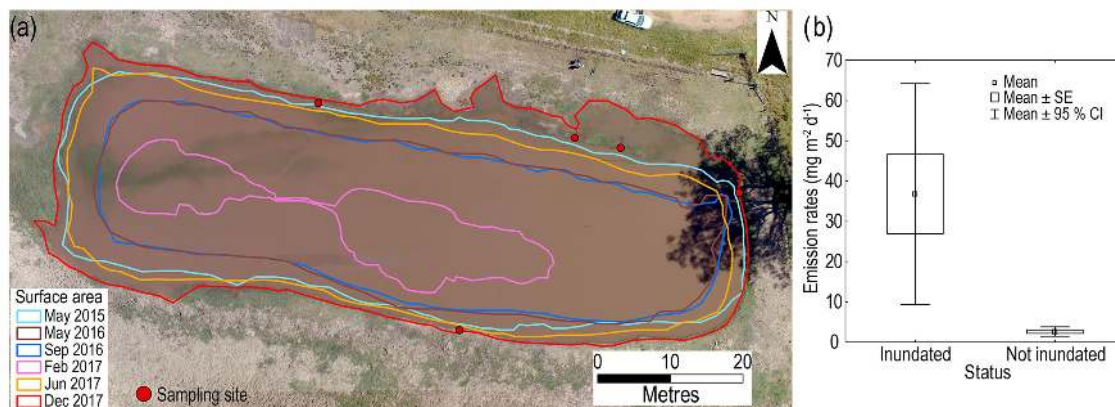 (a)
N
Surface area
May 2015
May 2016
Sep 2016
Feb 2017
Jun 2017
Dec 2017
Sampling site
0 10 20
Metres
(b)
70
60
50
40
30
20
10
0
Emission rates (mg m⁻² d⁻¹)
Mean
Mean ± SE
Mean ± 95 % CI
Inundated Not inundated
Status